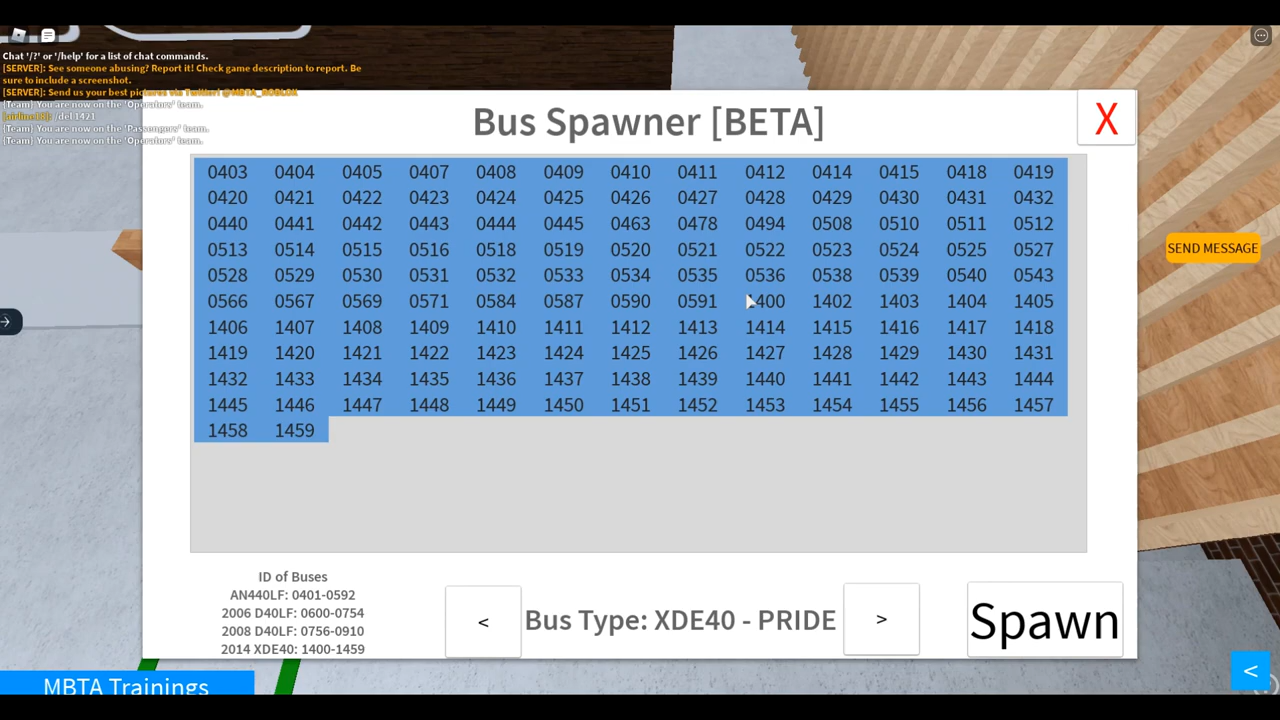 Chat '/?' or '/help' for a list of chat commands.
[SERVER]: See someone abusing? Report it! Check game description to report. Be
sure to include a screenshot.
[SERVER]: Send us your best pictures via Twitter! @MBTA_ROBLOX
{Team} You are now on the 'Operators' team.
/del 1421
{Team} You are now on the 'Passengers' team.
{Team} You are now on the 'Operators' team.
Bus Spawner [BETA]
X
0403 0404 0405 0407 0408 0409 0410 0411 0412 0414 0415 0418 0419
0420 0421 0422 0423 0424 0425 0426 0427 0428 0429 0430 0431 0432
0440 0441 0442 0443 0444 0445 0463 0478 0494 0508 0510 0511 0512
0513 0514 0515 0516 0518 0519 0520 0521 0522 0523 0524 0525 0527
0528 0529 0530 0531 0532 0533 0534 0535 0536 0538 0539 0540 0543
0566 0567 0569 0571 0584 0587 0590 0591 1400 1402 1403 1404 1405
1406 1407 1408 1409 1410 1411 1412 1413 1414 1415 1416 1417 1418
1419 1420 1421 1422 1423 1424 1425 1426 1427 1428 1429 1430 1431
1432 1433 1434 1435 1436 1437 1438 1439 1440 1441 1442 1443 1444
1445 1446 1447 1448 1449 1450 1451 1452 1453 1454 1455 1456 1457
1458 1459
SEND MESSAGE
ID of Buses
AN440LF: 0401-0592
2006 D40LF: 0600-0754
2008 D40LF: 0756-0910
2014 XDE40: 1400-1459
<
Bus Type: XDE40 - PRIDE
>
Spawn
<
MBTA Trainings